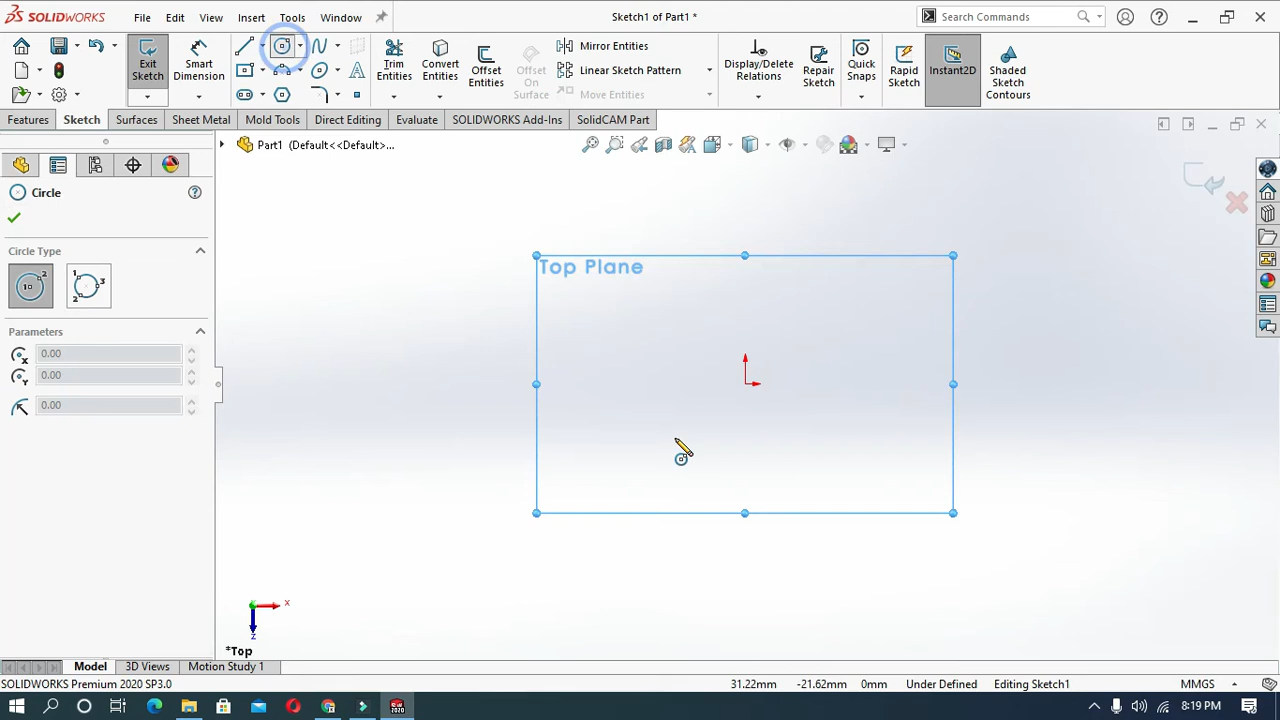 SOLIDWORKS File Edit View Insert Tools Window Sketch1 of Part1 * Search Commands
Exit Sketch Smart Dimension Trim Entities Convert Entities Offset Entities Offset On Surface Mirror Entities Linear Sketch Pattern Move Entities Display/Delete Relations Repair Sketch Quick Snaps Rapid Sketch Instant2D Shaded Sketch Contours
Features Sketch Surfaces Sheet Metal Mold Tools Direct Editing Evaluate SOLIDWORKS Add-Ins SolidCAM Part
Part1 (Default<<Default>...
Circle
Circle Type
Top Plane
Parameters
0.00
0.00
0.00
x
z
*Top
Model 3D Views Motion Study 1
SOLIDWORKS Premium 2020 SP3.0 31.22mm -21.62mm 0mm Under Defined Editing Sketch1 MMGS
8:19 PM